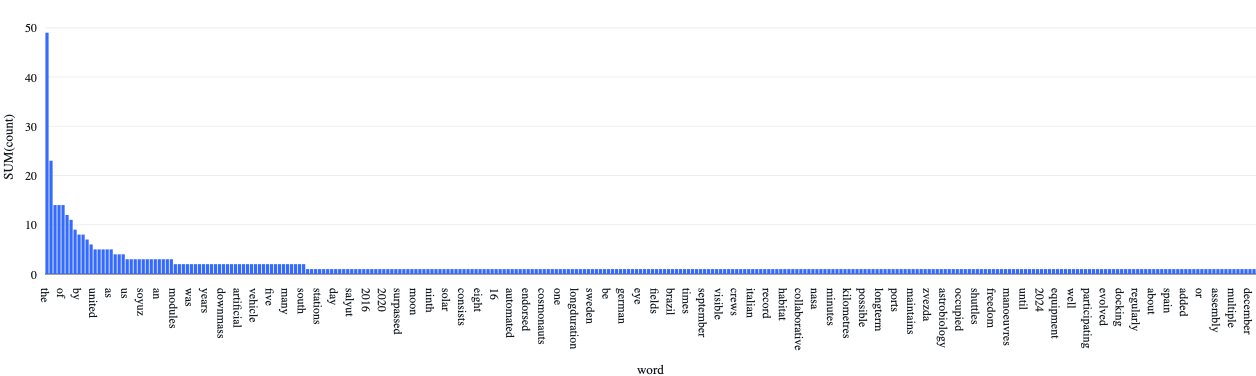 50
40
30
20
10
0
SUM(count)
the of by united as us soyuz an modules was years downmass artificial vehicle five many south stations day salyut 2016 2020 surpassed moon ninth solar consists eight 16 automated endorsed cosmonauts one longduration sweden be german eye fields brazil times september visible crews italian record habitat collaborative nasa minutes kilometres possible longterm ports maintains zvezda astrobiology occupied shuttles freedom manoeuvres until 2024 equipment well participating evolved docking regularly about spain added or assembly multiple december
word